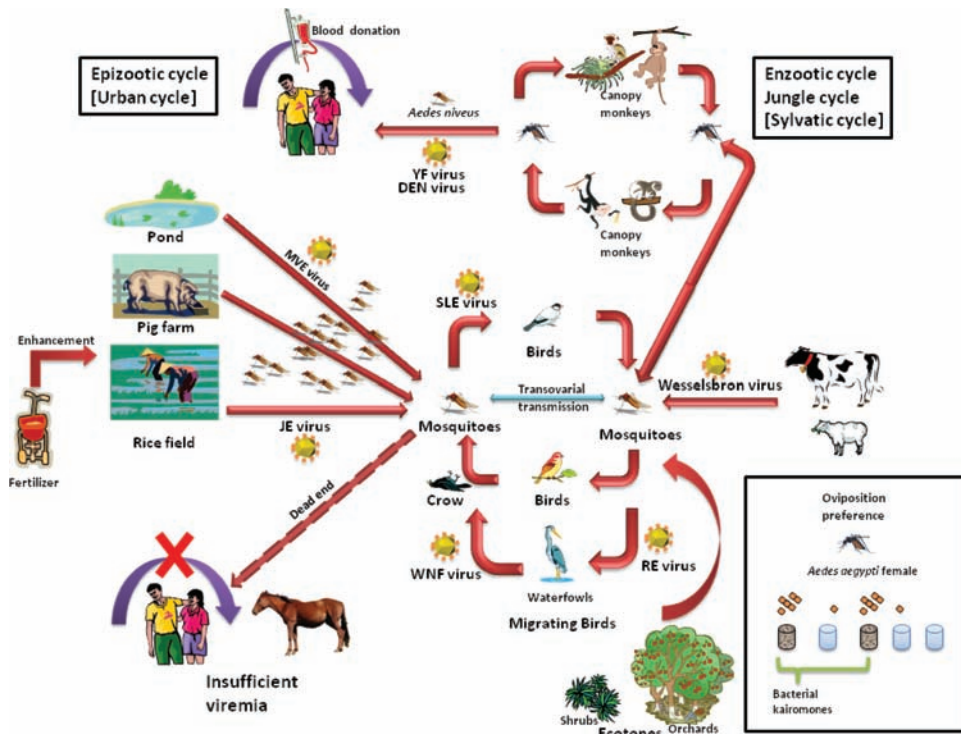 Blood donation
Epizootic cycle
[Urban cycle]
Enzootic cycle
Jungle cycle
[Sylvatic cycle]
Canopy
monkeys
Aedes niveus
YF virus
DEN virus
Canopy
monkeys
Pond
MVE virus
SLE virus
Pig farm
Birds
Enhancement
Wesselsbron virus
Transovarial
transmission
Rice field
JE virus
Mosquitoes
Mosquitoes
Fertilizer
Dead end
Crow
Birds
WNF virus
RE virus
Waterfowls
Migrating Birds
Insufficient
viremia
Shrubs
Orchards
Ecotones
Oviposition
preference
Aedes aegypti female
Bacterial
kairomones